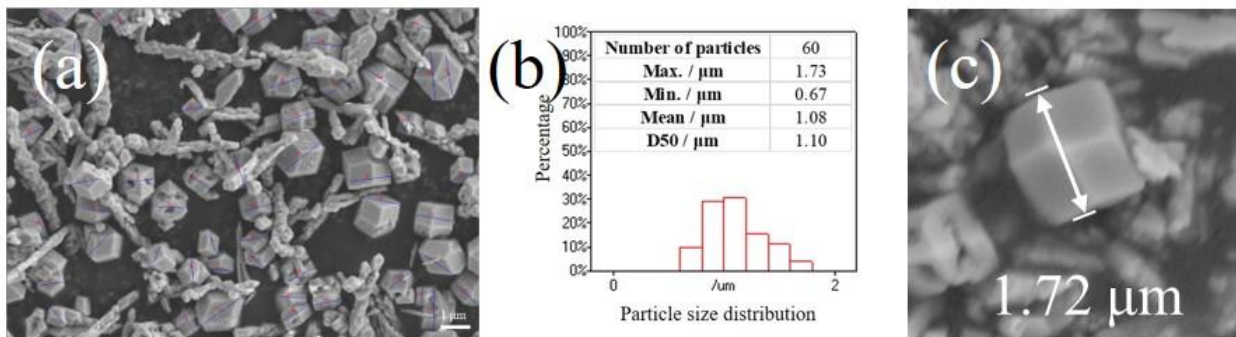 (a)
1 μm
(b)
Percentage
100%
90%
80%
70%
60%
50%
40%
30%
20%
10%
0%
Number of particles 60
Max. / μm 1.73
Min. / μm 0.67
Mean / μm 1.08
D50 / μm 1.10
0 /um 2
Particle size distribution
(c)
1.72 μm